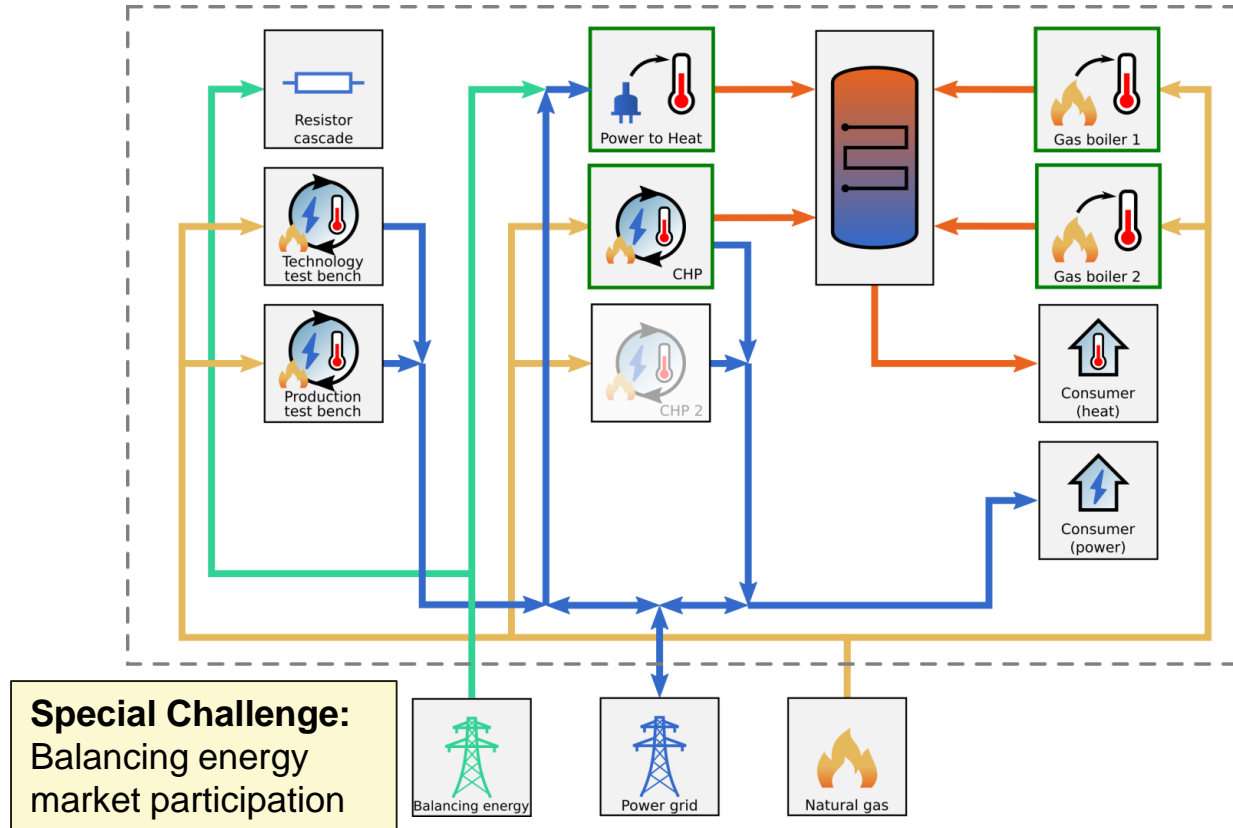 Resistor
cascade
Power to Heat
Gas boiler 1
Technology
test bench
CHP
Gas boiler 2
Production
test bench
CHP 2
Consumer
(heat)
Consumer
(power)
Special Challenge:
Balancing energy
market participation
Balancing energy
Power grid
Natural gas